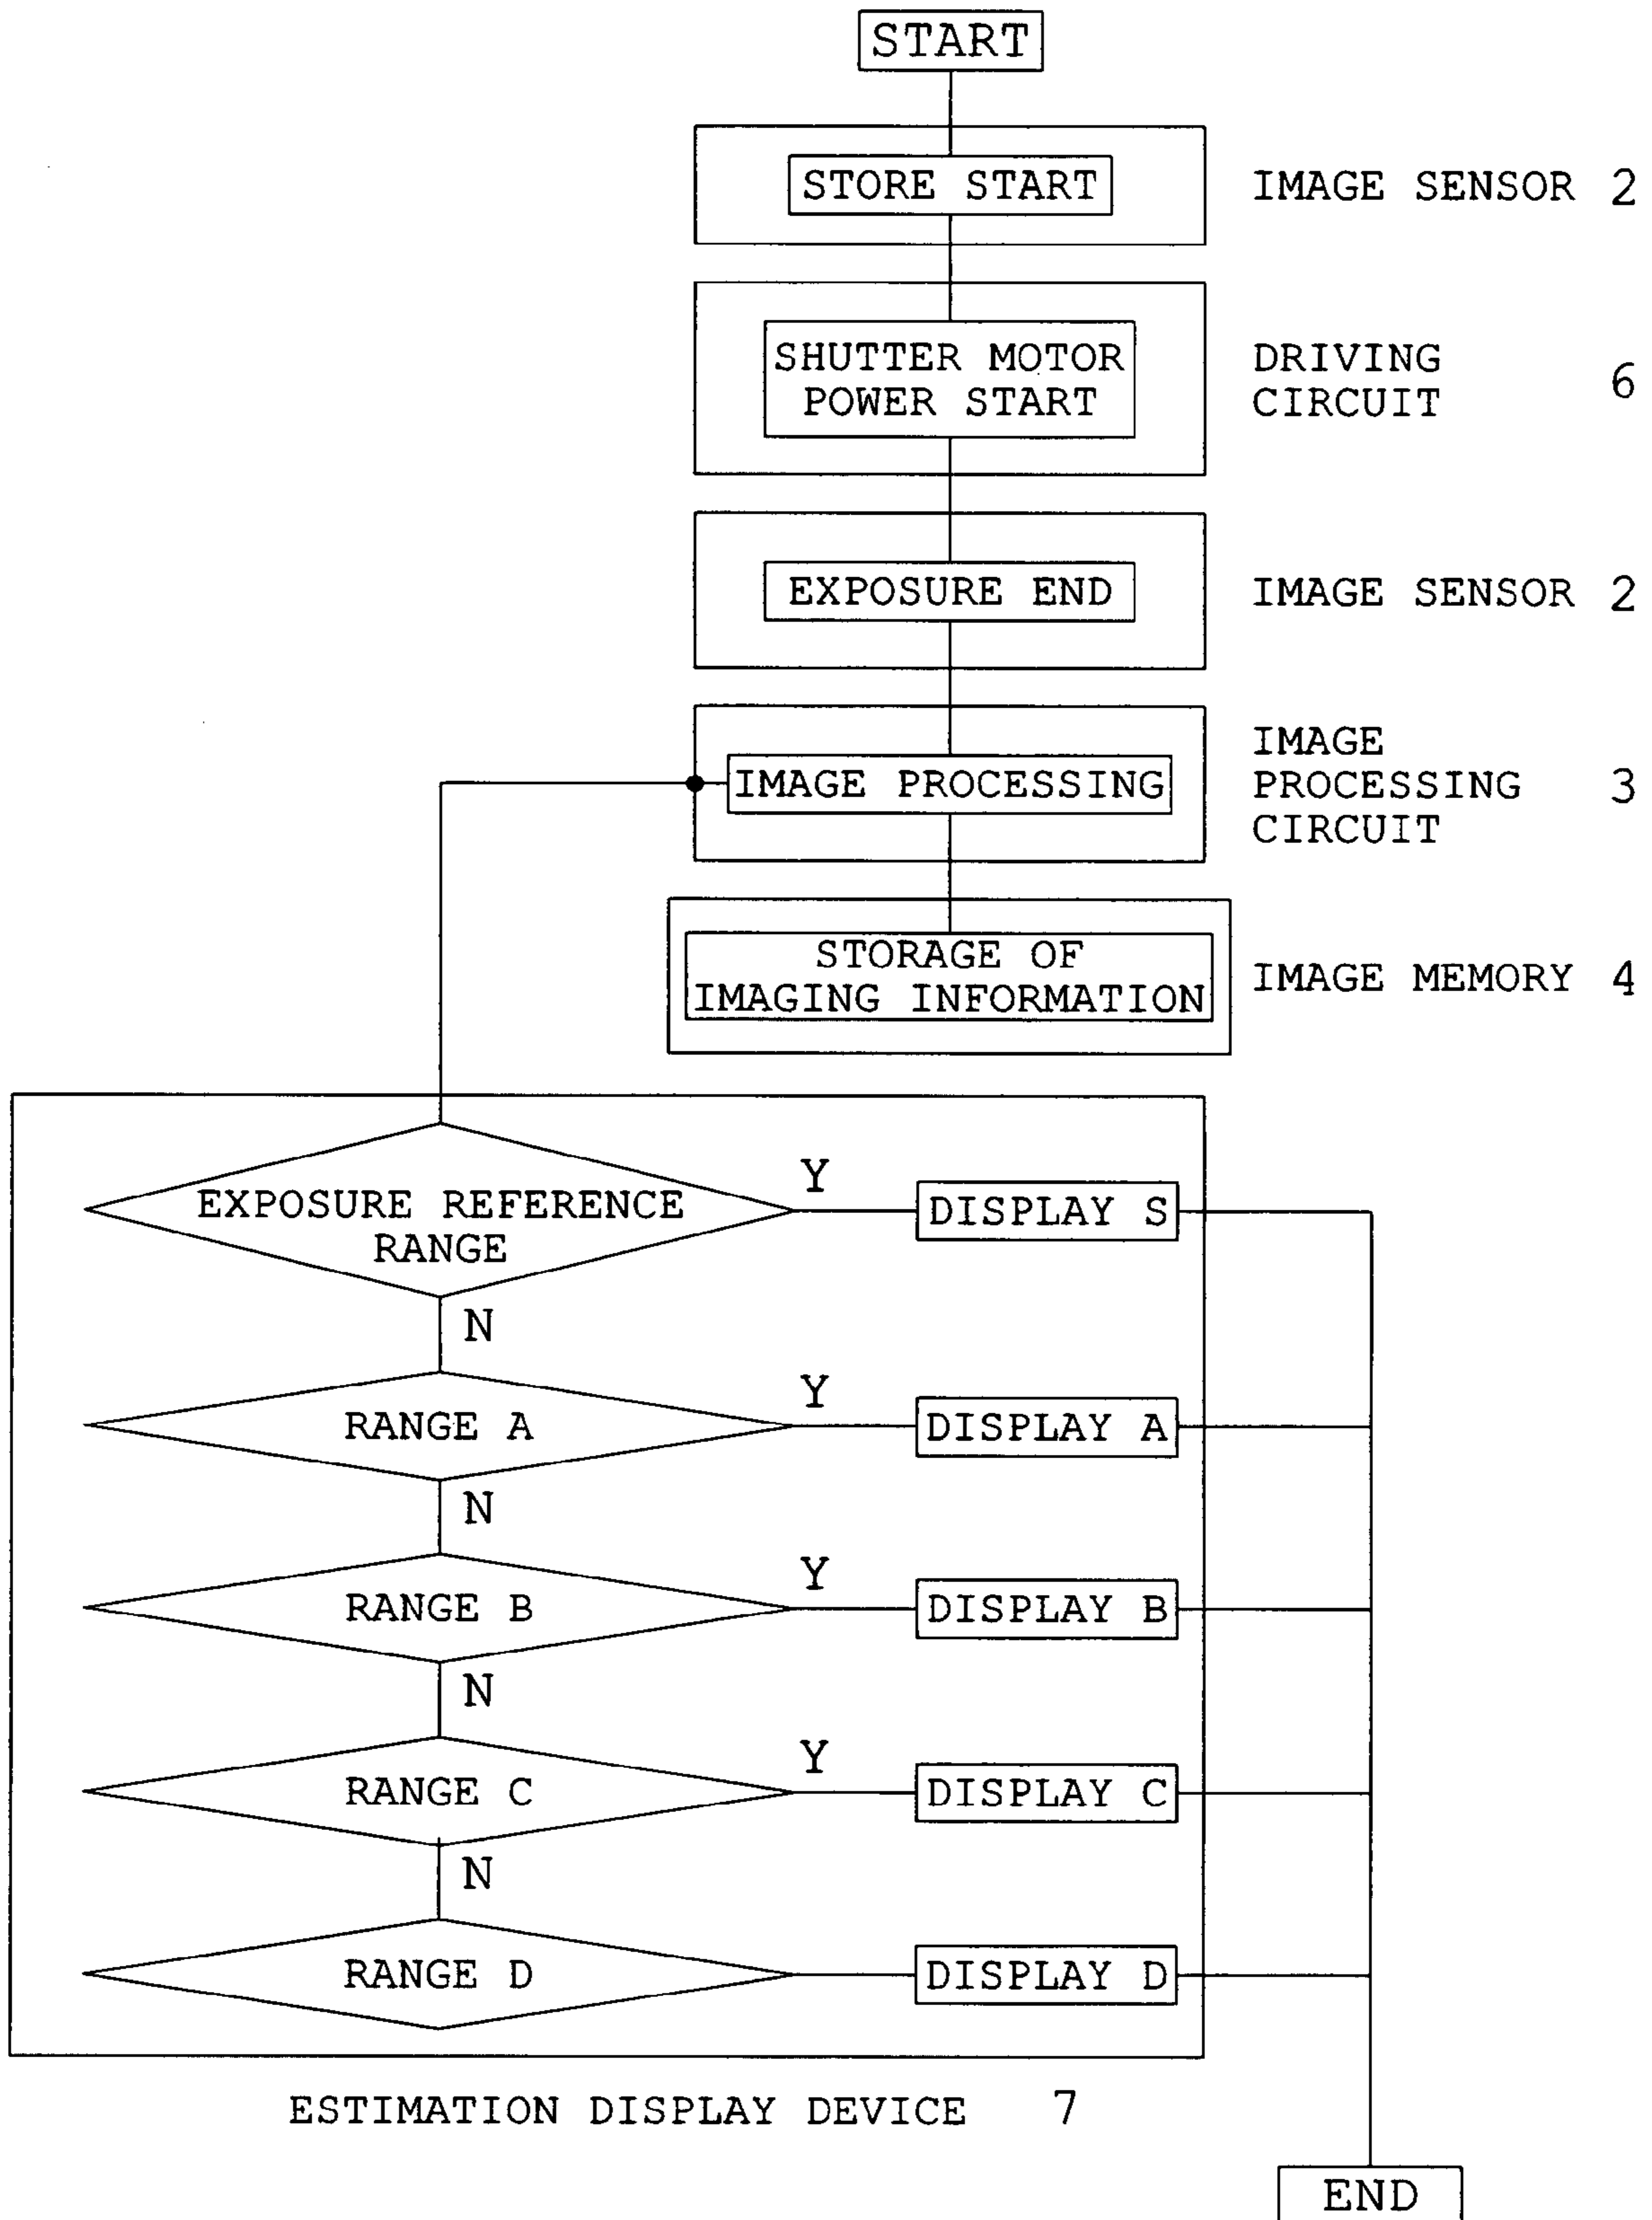 START
STORE START
IMAGE SENSOR 2
SHUTTER MOTOR
POWER START
DRIVING
CIRCUIT
6
EXPOSURE END
IMAGE SENSOR 2
IMAGE PROCESSING
IMAGE
PROCESSING
CIRCUIT
3
STORAGE OF
IMAGING INFORMATION
IMAGE MEMORY 4
EXPOSURE REFERENCE
RANGE
Y
DISPLAY S
N
RANGE A
Y
DISPLAY A
N
RANGE B
Y
DISPLAY B
N
RANGE C
Y
DISPLAY C
N
RANGE D
DISPLAY D
ESTIMATION DISPLAY DEVICE 7
END